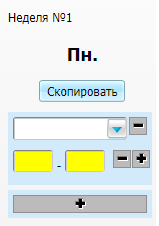 Неделя №1
Пн.
Скопировать
-
- - +
+